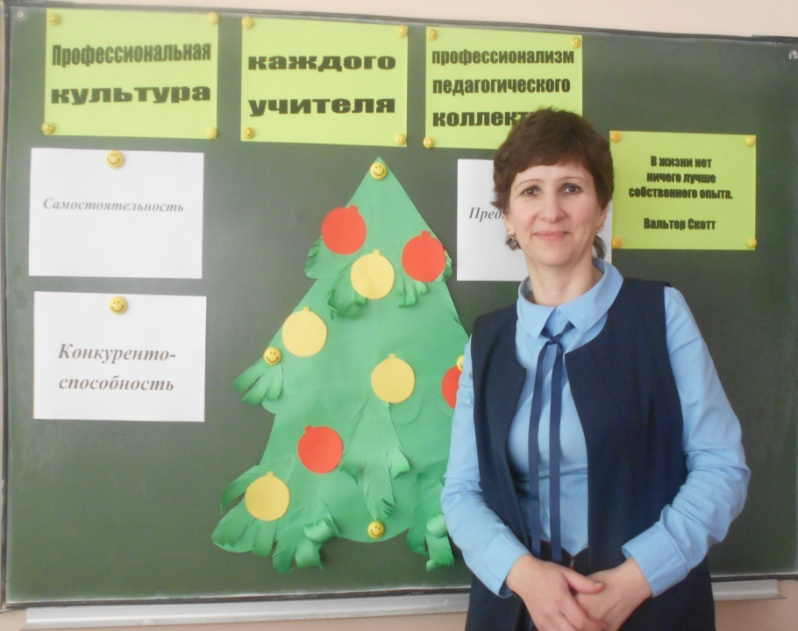 Профессиональная
культура
каждого
учителя
профессионализм
педагогического
Самостоятельность
В жизни нет
ничего лучше
собственного опыта.
Вальтер Скотт
Конкуренто-
способность